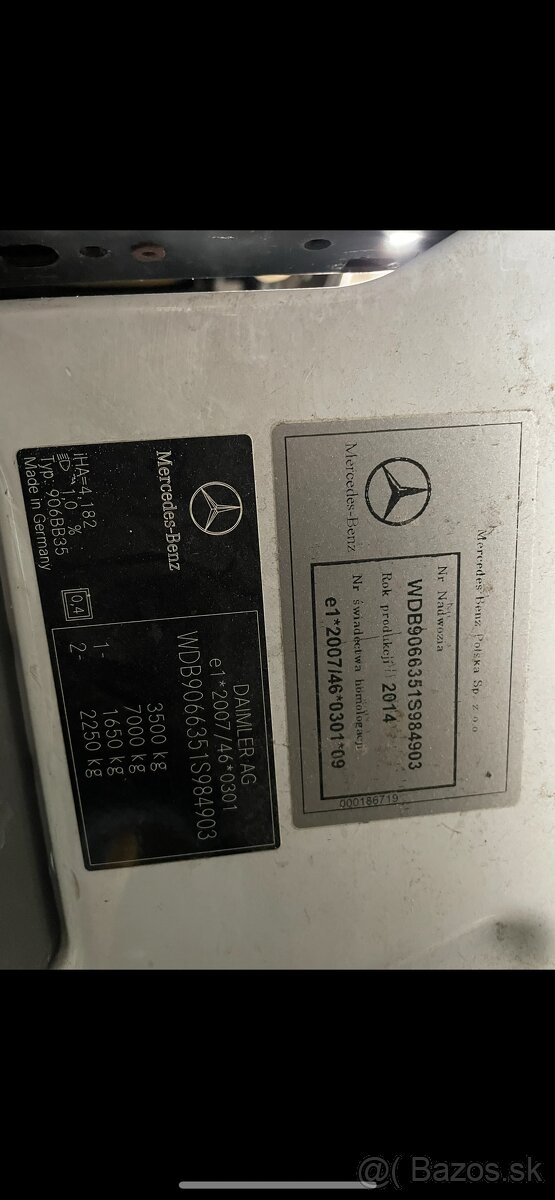 Mercedes-Benz
DAIMLER AG
e1*2007/46*0301
WDB9066351S984903
3500 kg
7000 kg
1- 1650 kg
2- 2250 kg
0,4
iHA=4,182
1,0 %
Typ: 906BB35
Made in Germany
Mercedes Benz Polska Sp. z o.o.
Mercedes-Benz
Nr Nadwozia
WDB9066351S984903
Rok produkcji 2014
Nr świadectwa homologacji
e1*2007/46*0301*09
000186719
@( Bazos.sk